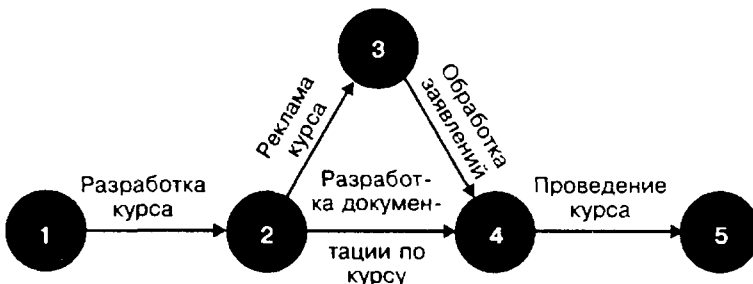 3
Реклама
курса
Обработка
заявлений
Разработка
курса
Разработ-
ка докумен-
тации по
курсу
Проведение
курса
1
2
4
5